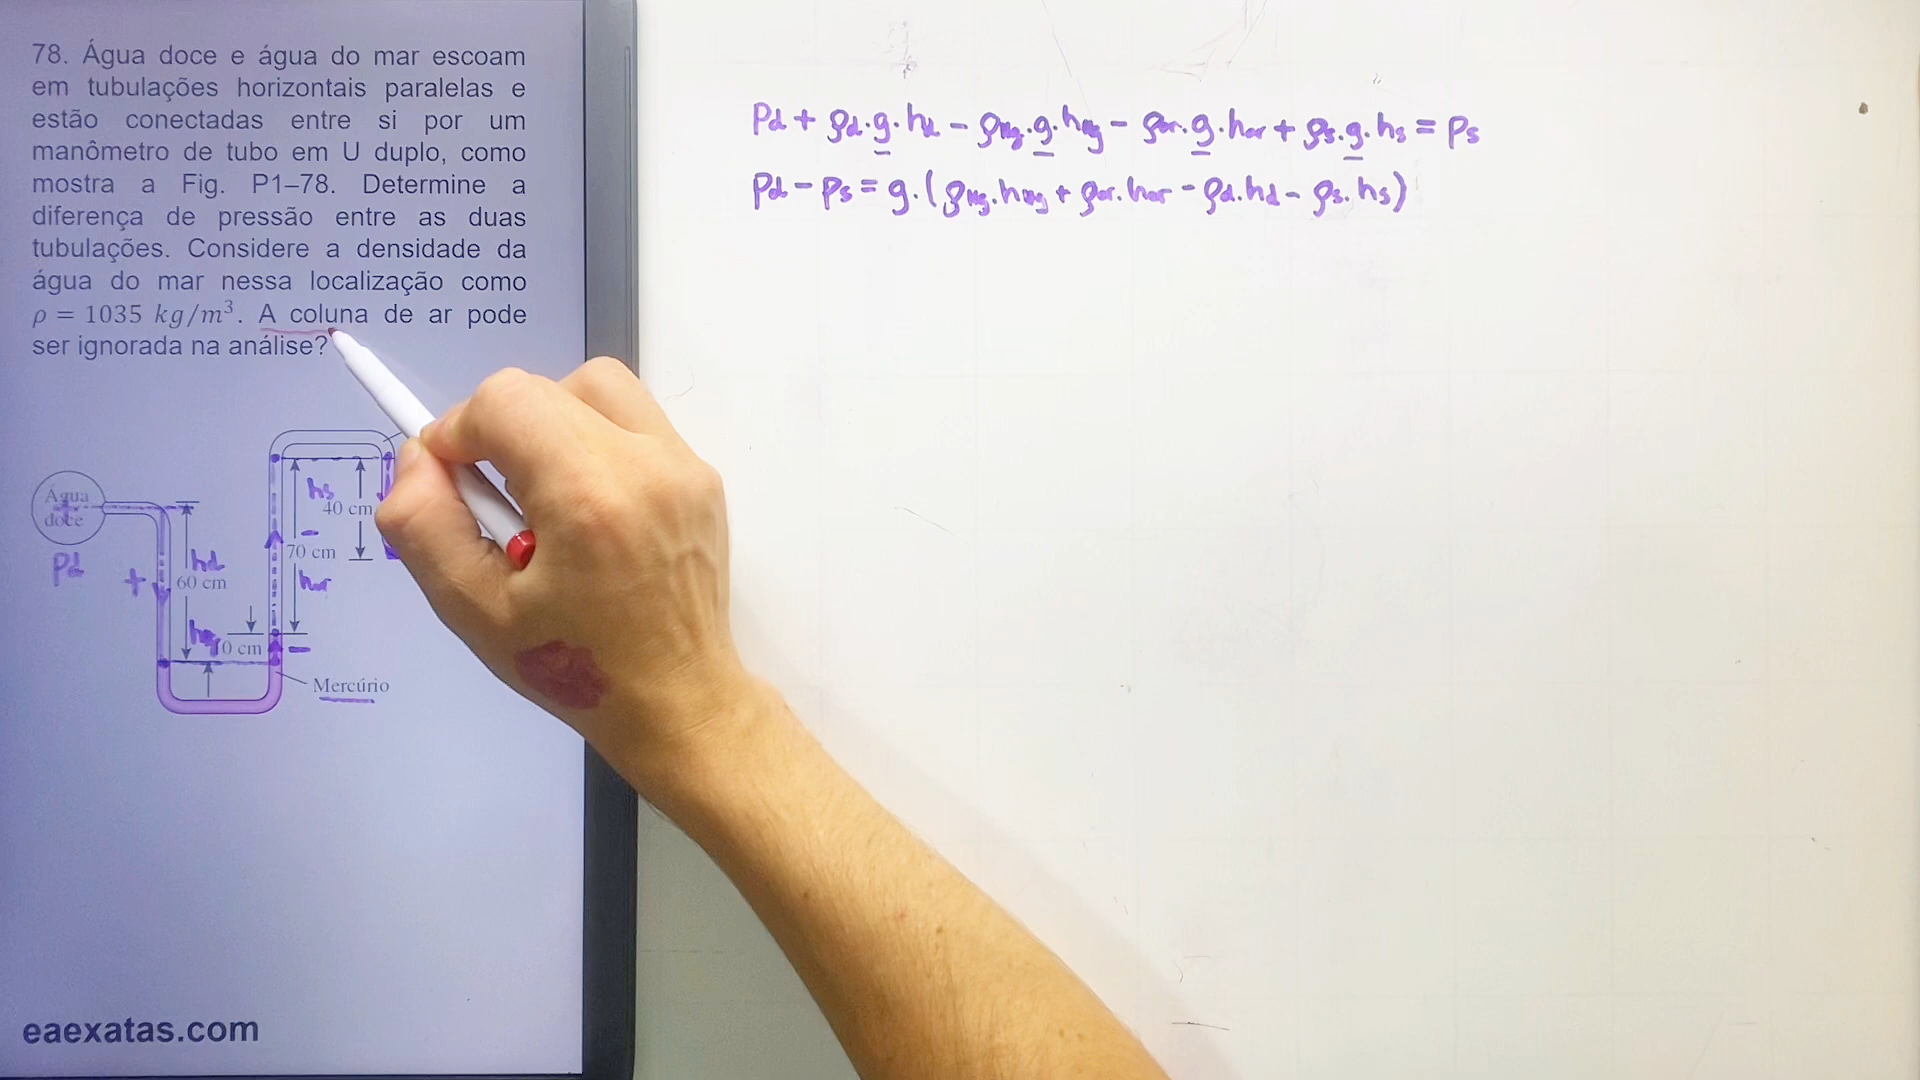 78. Água doce e água do mar escoam
em tubulações horizontais paralelas e
estão conectadas entre si por um
manômetro de tubo em U duplo, como
mostra a Fig. P1–78. Determine a
diferença de pressão entre as duas
tubulações. Considere a densidade da
água do mar nessa localização como
ρ = 1035 kg/m³. A coluna de ar pode
ser ignorada na análise?
Pd + ρd.g.hd - ρHg.g.hHg - ρar.g.har + ρs.g.hs = Ps
Pd - Ps = g.(ρHg.hHg + ρar.har - ρd.hd - ρs.hs)
Água
doce
Pd
+
hd
60 cm
hs
40 cm
-
70 cm
har
hHg
0 cm
-
Mercúrio
eaexatas.com